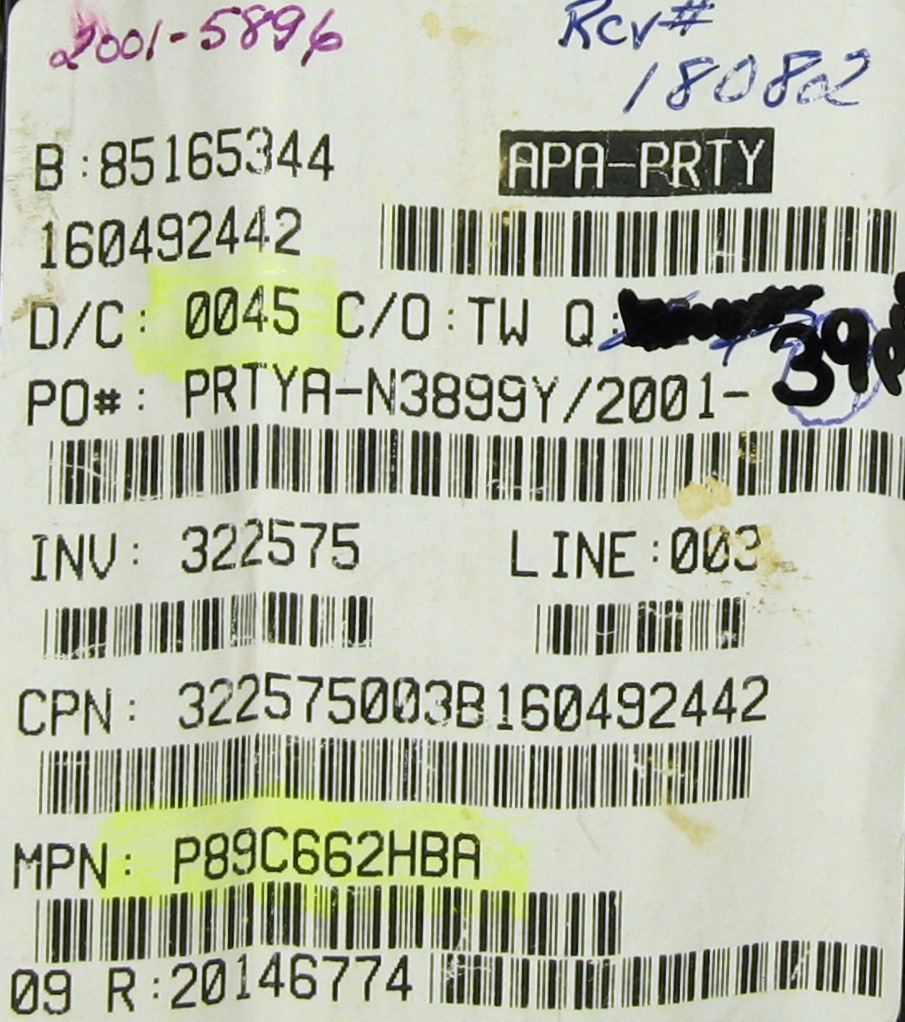 2001-5896
Rcv#
18082
B:85165344
APA-PRTY
160492442
D/C: 0045 C/O:TW Q:
39
PO#: PRTYA-N3899Y/2001-
INV: 322575 LINE:003
CPN: 322575003B160492442
MPN: P89C662HBA
09 R:20146774